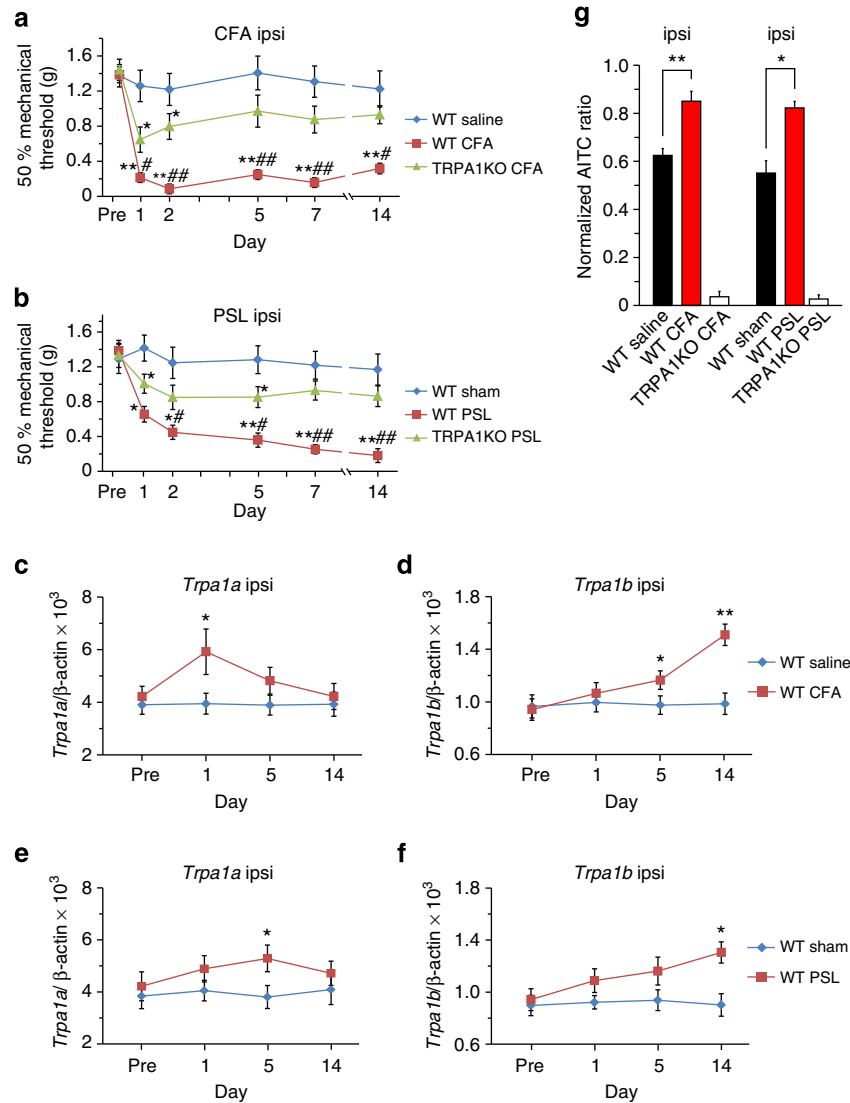 a
CFA ipsi
50 % mechanical
threshold (g)
1.6
1.2
0.8
0.4
0
*
*
**#
**##
**##
**##
**#
Pre 1 2 5 7 14
Day
WT saline
WT CFA
TRPA1KO CFA
b
PSL ipsi
50 % mechanical
threshold (g)
1.6
1.2
0.8
0.4
0
*
*
*
*#
**#
**##
**##
Pre 1 2 5 7 14
Day
WT sham
WT PSL
TRPA1KO PSL
g
ipsi ipsi
** *
Normalized AITC ratio
1.0
0.8
0.6
0.4
0.2
0
WT saline
WT CFA
TRPA1KO CFA
WT sham
WT PSL
TRPA1KO PSL
c
Trpa1a ipsi
Trpa1a/β-actin × 10³
8
6
4
2
*
Pre 1 5 14
Day
d
Trpa1b ipsi
Trpa1b/β-actin × 10³
1.8
1.4
1.0
0.6
*
**
Pre 1 5 14
Day
WT saline
WT CFA
e
Trpa1a ipsi
Trpa1a/ β-actin × 10³
8
6
4
2
*
Pre 1 5 14
Day
f
Trpa1b ipsi
Trpa1b/β-actin × 10³
1.8
1.4
1.0
0.6
*
Pre 1 5 14
Day
WT sham
WT PSL